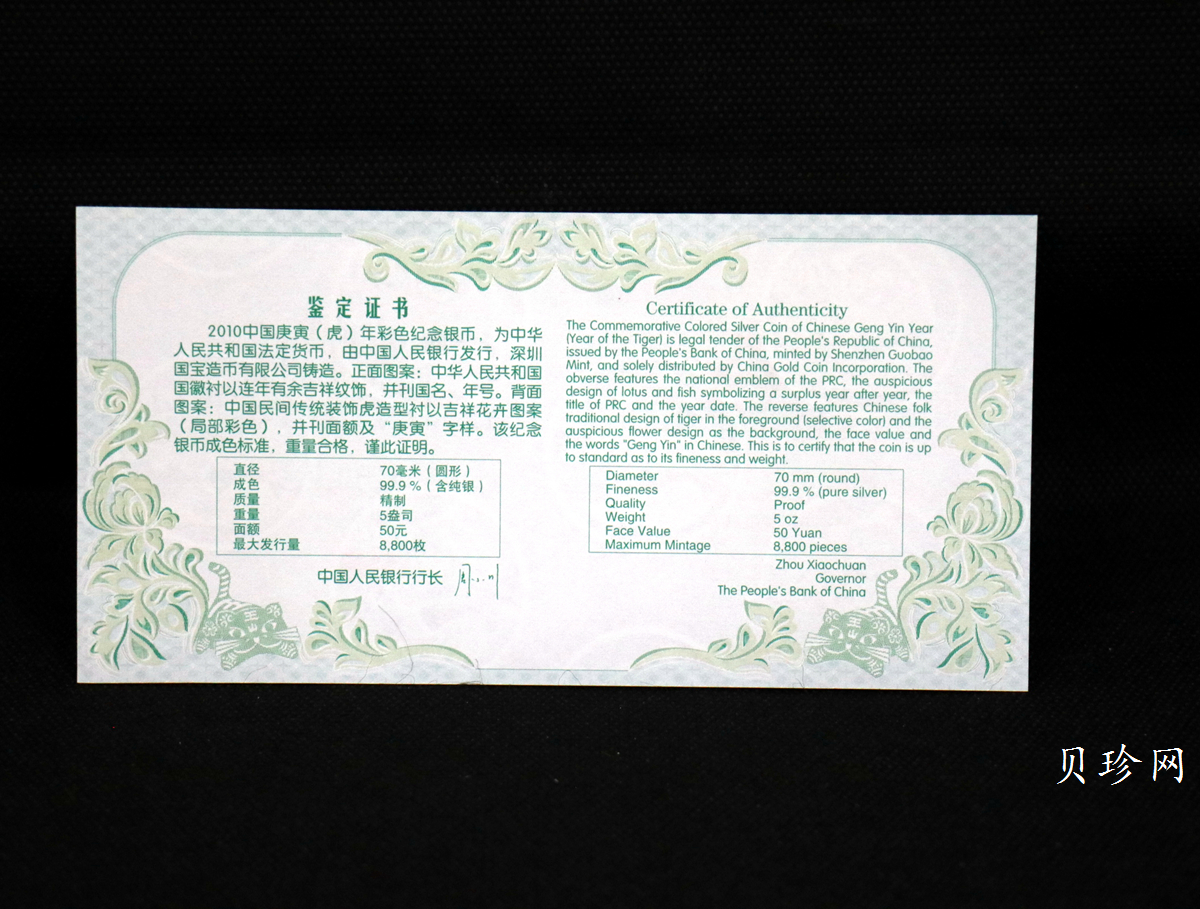 鉴定证书
2010中国庚寅（虎）年彩色纪念银币，为中华
人民共和国法定货币，由中国人民银行发行，深圳
国宝造币有限公司铸造。正面图案：中华人民共和国
国徽衬以连年有余吉祥纹饰，并刊国名、年号。背面
图案：中国民间传统装饰虎造型衬以吉祥花卉图案
（局部彩色），并刊面额及“庚寅”字样。该纪念
银币成色标准，重量合格，谨此证明。
直径 70毫米（圆形）
成色 99.9％（含纯银）
质量 精制
重量 5盎司
面额 50元
最大发行量 8,800枚
中国人民银行行长
Certificate of Authenticity
The Commemorative Colored Silver Coin of Chinese Geng Yin Year
(Year of the Tiger) is legal tender of the People's Republic of China,
issued by the People's Bank of China, minted by Shenzhen Guobao
Mint, and solely distributed by China Gold Coin Incorporation. The
obverse features the national emblem of the PRC, the auspicious
design of lotus and fish symbolizing a surplus year after year, the
title of PRC and the year date. The reverse features Chinese folk
traditional design of tiger in the foreground (selective color) and the
auspicious flower design as the background, the face value and
the words "Geng Yin" in Chinese. This is to certify that the coin is up
to standard as to its fineness and weight.
Diameter 70 mm (round)
Fineness 99.9 % (pure silver)
Quality Proof
Weight 5 oz
Face Value 50 Yuan
Maximum Mintage 8,800 pieces
Zhou Xiaochuan
Governor
The People's Bank of China
贝珍网